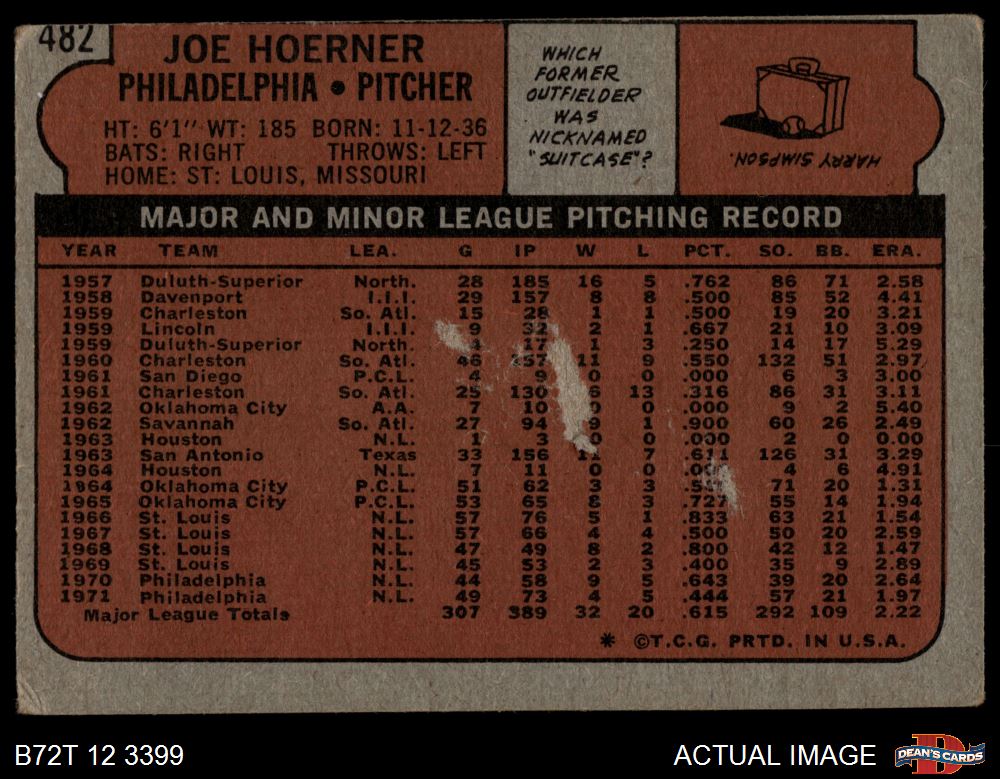 482
JOE HOERNER
PHILADELPHIA • PITCHER
HT: 6'1" WT: 185 BORN: 11-12-36
BATS: RIGHT THROWS: LEFT
HOME: ST: LOUIS, MISSOURI
WHICH
FORMER
OUTFIELDER
WAS
NICKNAMED
"SUITCASE"?
HARRY SIMPSON.
MAJOR AND MINOR LEAGUE PITCHING RECORD
YEAR TEAM LEA. G IP W L PCT. SO. BB. ERA.
1957 Duluth-Superior North. 28 185 16 5 .762 86 71 2.58
1958 Davenport I.I.I. 29 157 8 8 .500 85 52 4.41
1959 Charleston So. Atl. 15 28 1 1 .500 19 20 3.21
1959 Lincoln I.I.I. 9 32 2 1 .667 21 10 3.09
1959 Duluth-Superior North. 4 17 1 3 .250 14 17 5.29
1960 Charleston So. Atl. 46 257 11 9 .550 132 51 2.97
1961 San Diego P.C.L. 4 9 0 0 .000 6 3 3.00
1961 Charleston So. Atl. 25 130 6 13 .316 86 31 3.11
1962 Oklahoma City A.A. 7 10 0 0 .000 9 2 5.40
1962 Savannah So. Atl. 27 94 9 1 .900 60 26 2.49
1963 Houston N.L. 1 3 0 0 .000 2 0 0.00
1963 San Antonio Texas 33 156 11 7 .611 126 31 3.29
1964 Houston N.L. 7 11 0 0 4 6 4.91
1964 Oklahoma City P.C.L. 51 62 3 3 71 20 1.31
1965 Oklahoma City P.C.L. 53 65 8 3 .727 55 14 1.94
1966 St. Louis N.L. 57 76 5 1 .833 63 21 1.54
1967 St. Louis N.L. 57 66 4 4 .500 50 20 2.59
1968 St. Louis N.L. 47 49 8 2 .800 42 12 1.47
1969 St. Louis N.L. 45 53 2 3 .400 35 9 2.89
1970 Philadelphia N.L. 44 58 9 5 .643 39 20 2.64
1971 Philadelphia N.L. 49 73 4 5 .444 57 21 1.97
Major League Totals 307 389 32 20 .615 292 109 2.22
* ©T.C.G. PRTD. IN U.S.A.
B72T 12 3399
ACTUAL IMAGE
DEAN'S CARDS